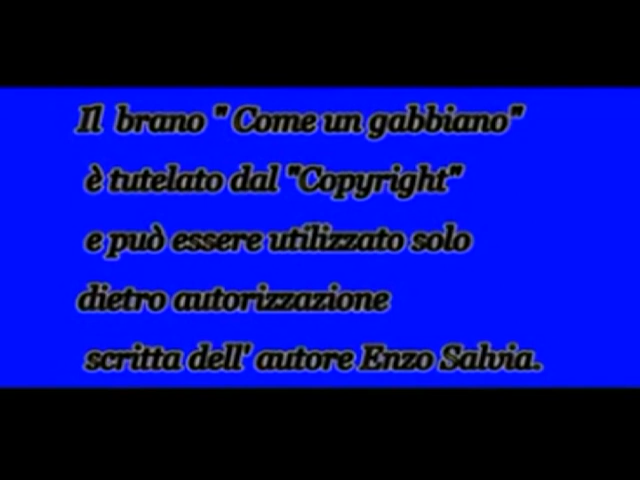 Il brano " Come un gabbiano"
è tutelato dal "Copyright"
e può essere utilizzato solo
dietro autorizzazione
scritta dell' autore Enzo Salvia.